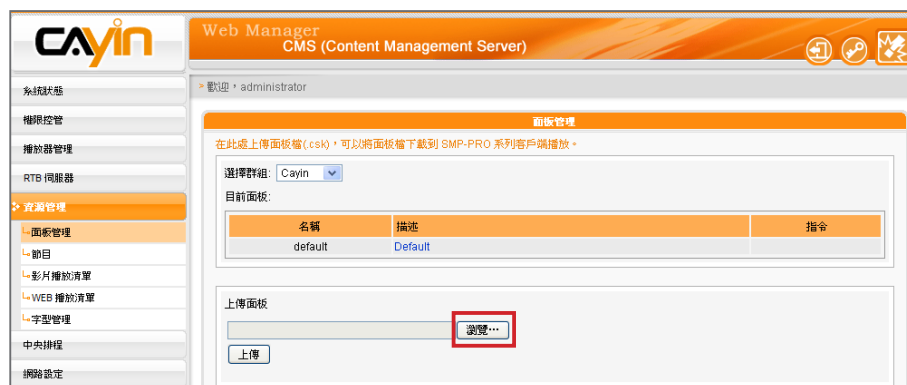 CAYIN
Web Manager
CMS (Content Management Server)
系統狀態
權限控管
播放器管理
RTB 伺服器
資源管理
面板管理
節目
影片播放清單
WEB 播放清單
字型管理
中央排程
網路設定
歡迎，administrator
面板管理
在此處上傳面板檔(.csk)，可以將面板檔下載到 SMP-PRO 系列客戶端播放。
選擇群組: Cayin
目前面板:
名稱 描述 指令
default Default
上傳面板
瀏覽…
上傳